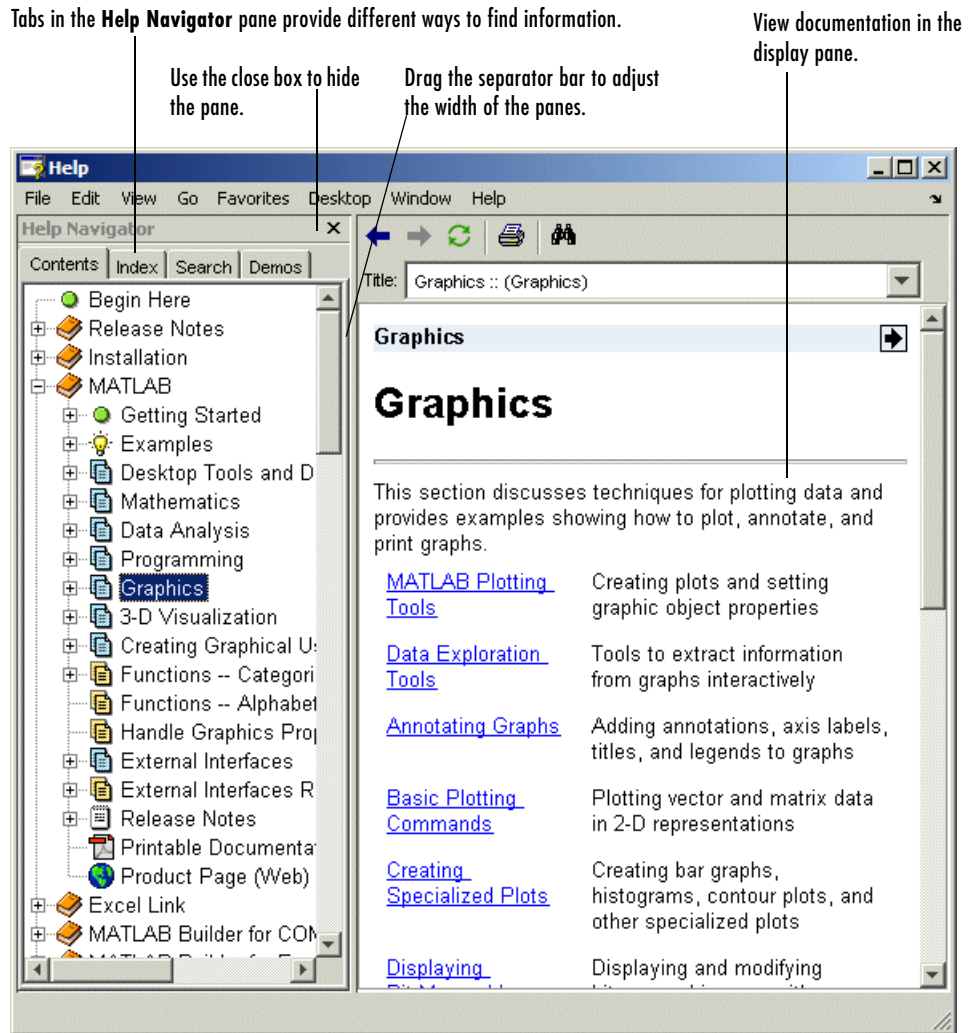 Tabs in the Help Navigator pane provide different ways to find information.
View documentation in the
display pane.
Use the close box to hide
the pane.
Drag the separator bar to adjust
the width of the panes.
Help
File Edit View Go Favorites Desktop Window Help
Help Navigator
Contents Index Search Demos
Begin Here
Release Notes
Installation
MATLAB
Getting Started
Examples
Desktop Tools and D
Mathematics
Data Analysis
Programming
Graphics
3-D Visualization
Creating Graphical U
Functions -- Categori
Functions -- Alphabet
Handle Graphics Prop
External Interfaces
External Interfaces R
Release Notes
Printable Documenta
Product Page (Web)
Excel Link
MATLAB Builder for COM
Title: Graphics :: (Graphics)
Graphics
Graphics
This section discusses techniques for plotting data and
provides examples showing how to plot, annotate, and
print graphs.
MATLAB Plotting
Tools
Creating plots and setting
graphic object properties
Data Exploration
Tools
Tools to extract information
from graphs interactively
Annotating Graphs
Adding annotations, axis labels,
titles, and legends to graphs
Basic Plotting
Commands
Plotting vector and matrix data
in 2-D representations
Creating
Specialized Plots
Creating bar graphs,
histograms, contour plots, and
other specialized plots
Displaying
Displaying and modifying